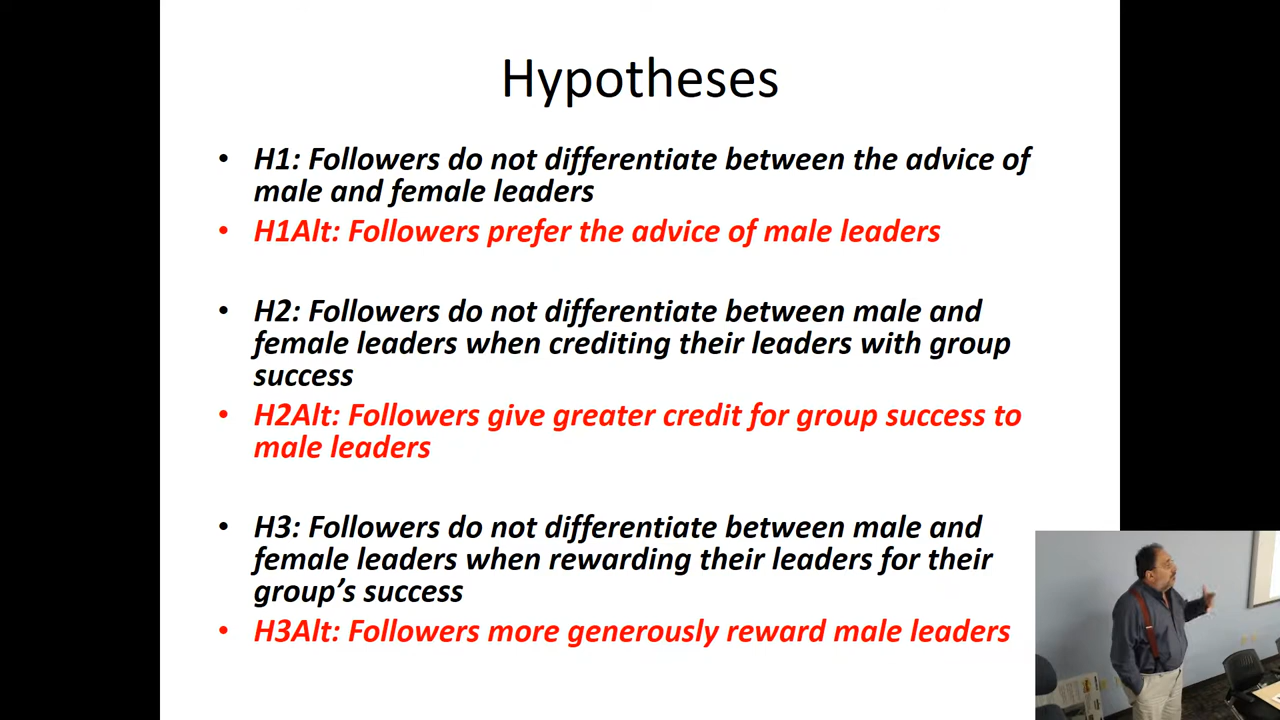 Hypotheses
• H1: Followers do not differentiate between the advice of
male and female leaders
• H1Alt: Followers prefer the advice of male leaders
• H2: Followers do not differentiate between male and
female leaders when crediting their leaders with group
success
• H2Alt: Followers give greater credit for group success to
male leaders
• H3: Followers do not differentiate between male and
female leaders when rewarding their leaders for their
group’s success
• H3Alt: Followers more generously reward male leaders